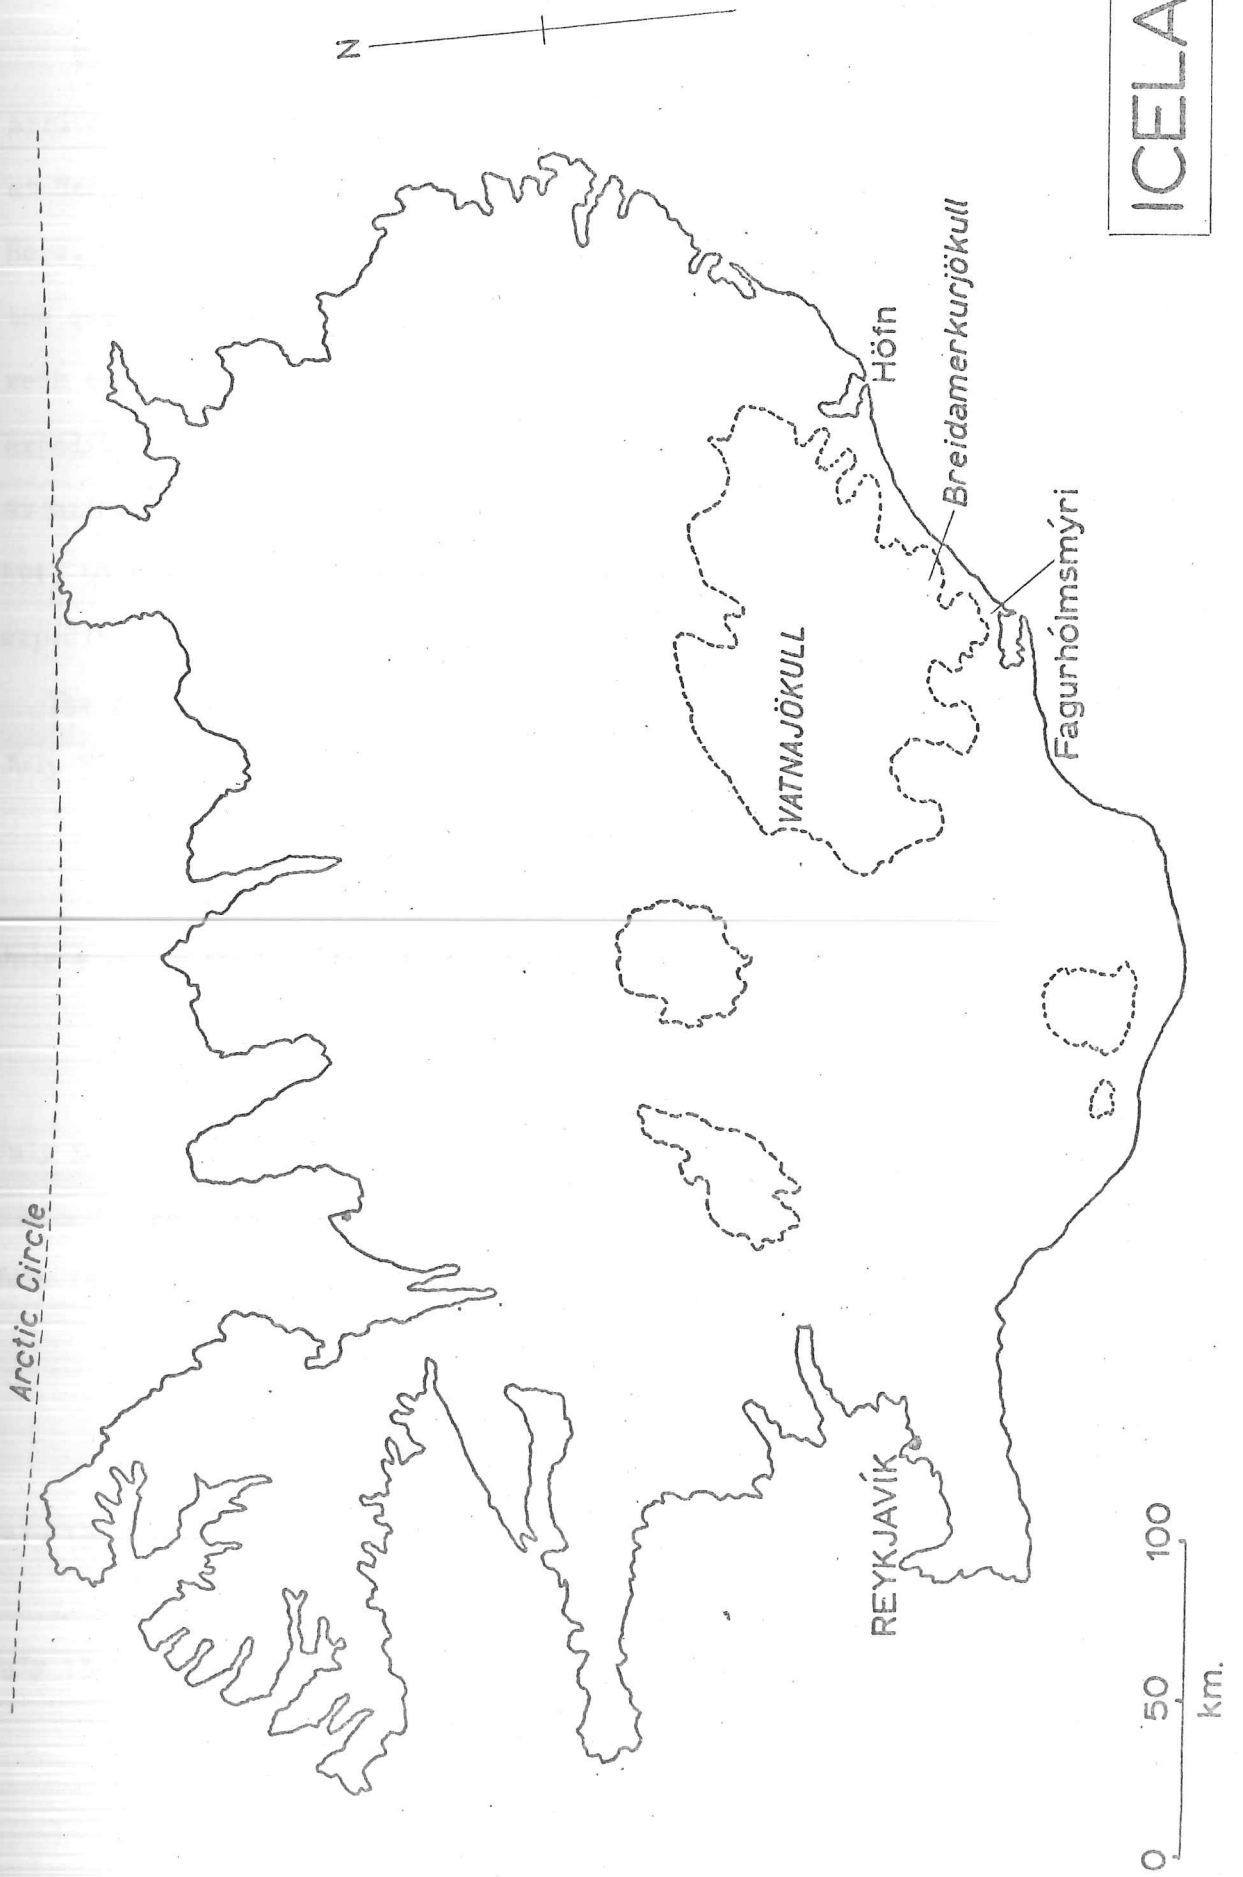 Arctic Circle
N
VATNAJÖKULL
Höfn
Breidamerkurjökull
Fagurhólmsmýri
REYKJAVÍK
0 50 100
km.
ICELA